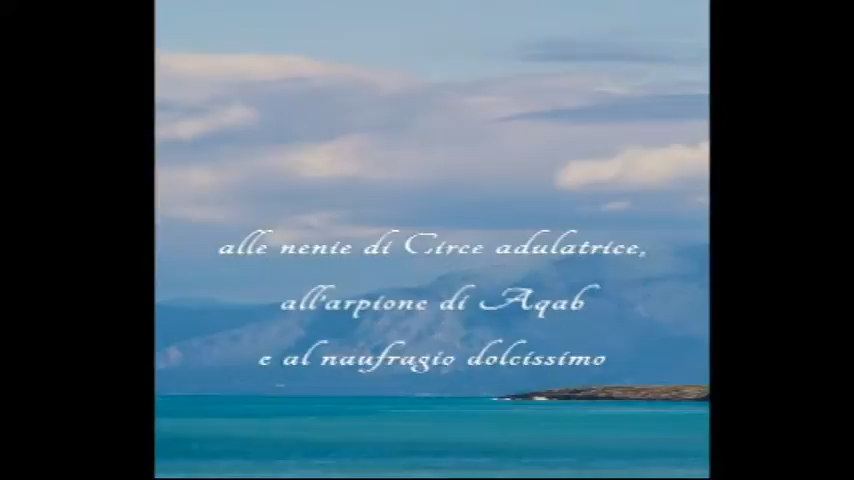 alle nenie di Circe adulatrice,
all'arpione di Aqab
e al naufragio dolcissimo